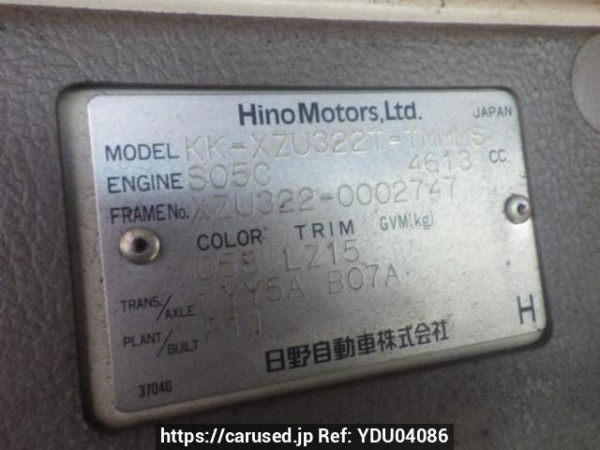 Hino Motors, Ltd. JAPAN
MODEL KK-XZU322T-TMMMS
ENGINE S05C 4613 CC
FRAME No. XZU322-0002747
COLOR TRIM GVM(kg)
058 LZ15
TRANS./AXLE YY5A B07A
PLANT/BUILT A11
日野自動車株式会社 H
37040
https://carused.jp Ref: YDU04086